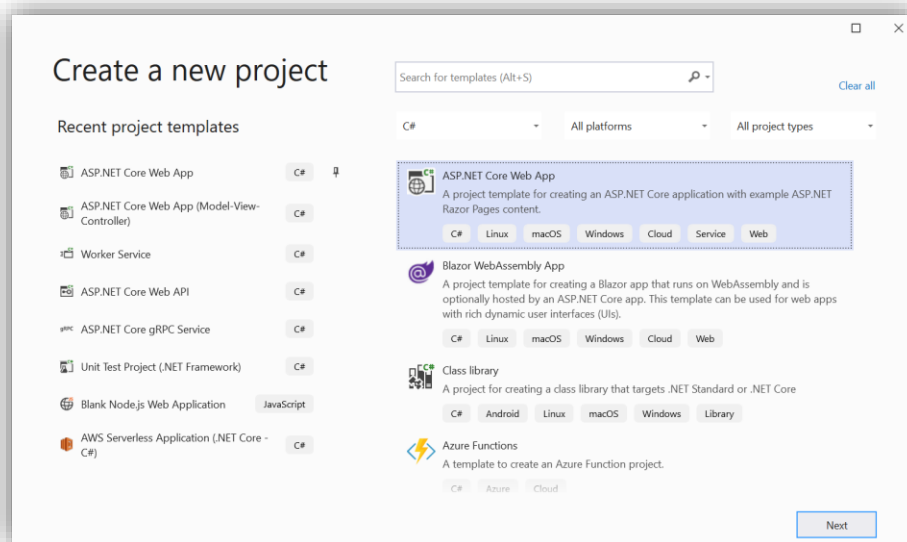 Create a new project
Search for templates (Alt+S)
Clear all
Recent project templates
C#
All platforms
All project types
ASP.NET Core Web App
C#
ASP.NET Core Web App (Model-View-
Controller)
C#
Worker Service
C#
ASP.NET Core Web API
C#
gRPC
ASP.NET Core gRPC Service
C#
Unit Test Project (.NET Framework)
C#
Blank Node.js Web Application
JavaScript
AWS Serverless Application (.NET Core -
C#)
C#
ASP.NET Core Web App
A project template for creating an ASP.NET Core application with example ASP.NET
Razor Pages content.
C# Linux macOS Windows Cloud Service Web
Blazor WebAssembly App
A project template for creating a Blazor app that runs on WebAssembly and is
optionally hosted by an ASP.NET Core app. This template can be used for web apps
with rich dynamic user interfaces (UIs).
C# Linux macOS Windows Cloud Web
Class library
A project for creating a class library that targets .NET Standard or .NET Core
C# Android Linux macOS Windows Library
Azure Functions
A template to create an Azure Function project.
C# Azure Cloud
Next